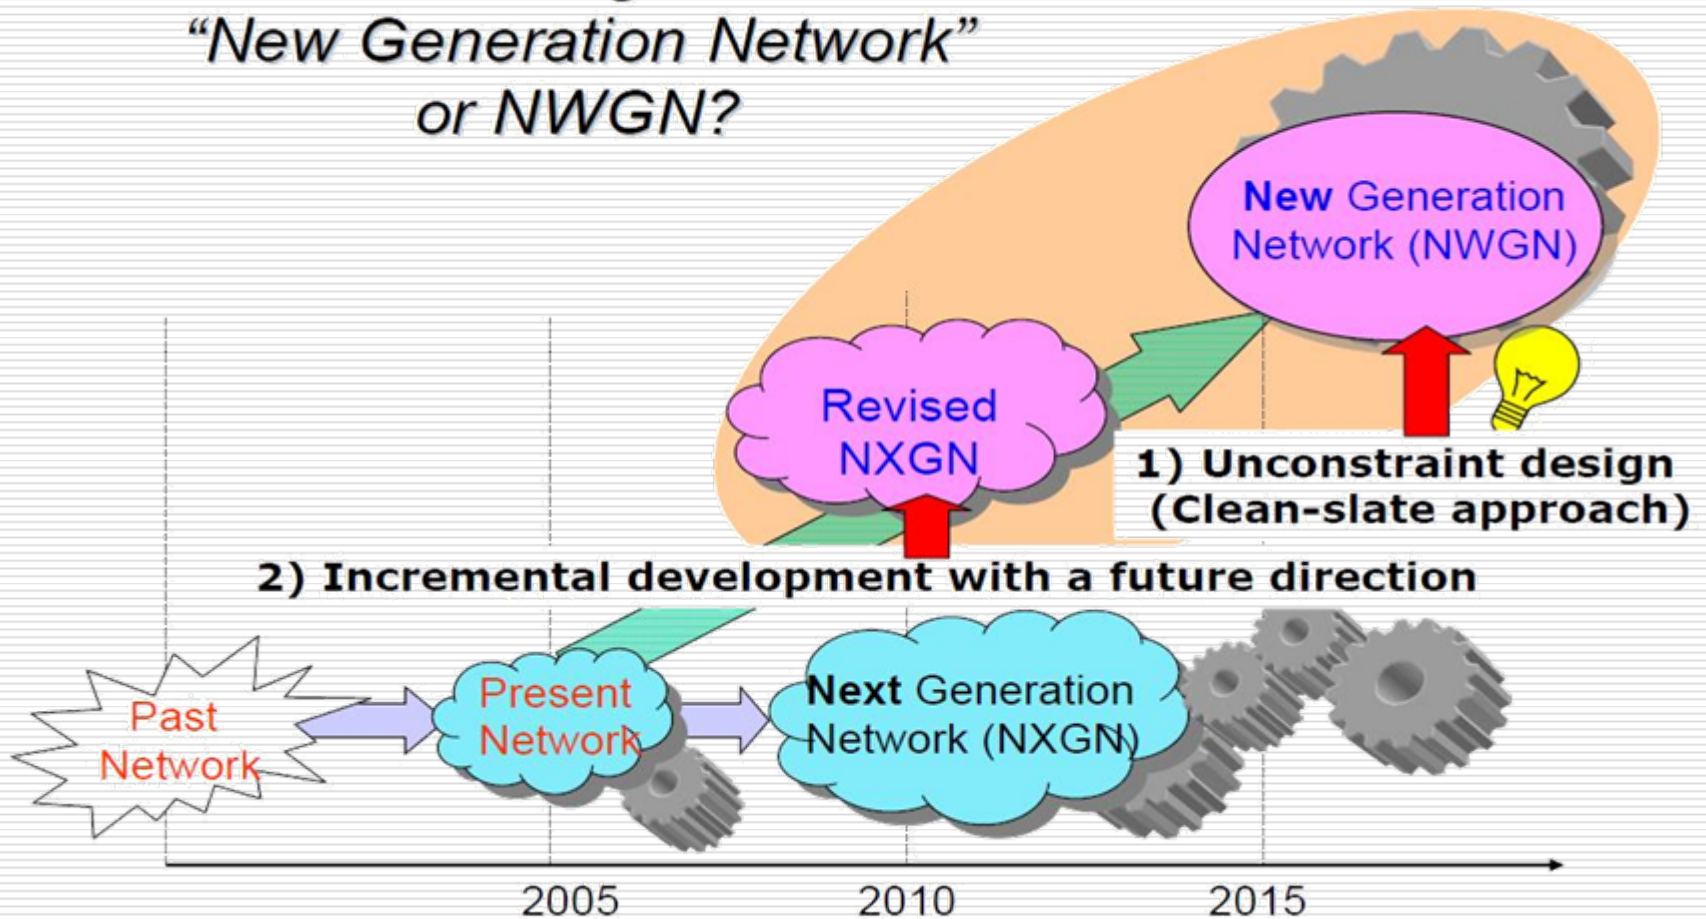 “New Generation Network”
or NWGN?
New Generation
Network (NWGN)
Revised
NXGN
1) Unconstraint design
(Clean-slate approach)
2) Incremental development with a future direction
Past
Network
Present
Network
Next Generation
Network (NXGN)
2005
2010
2015